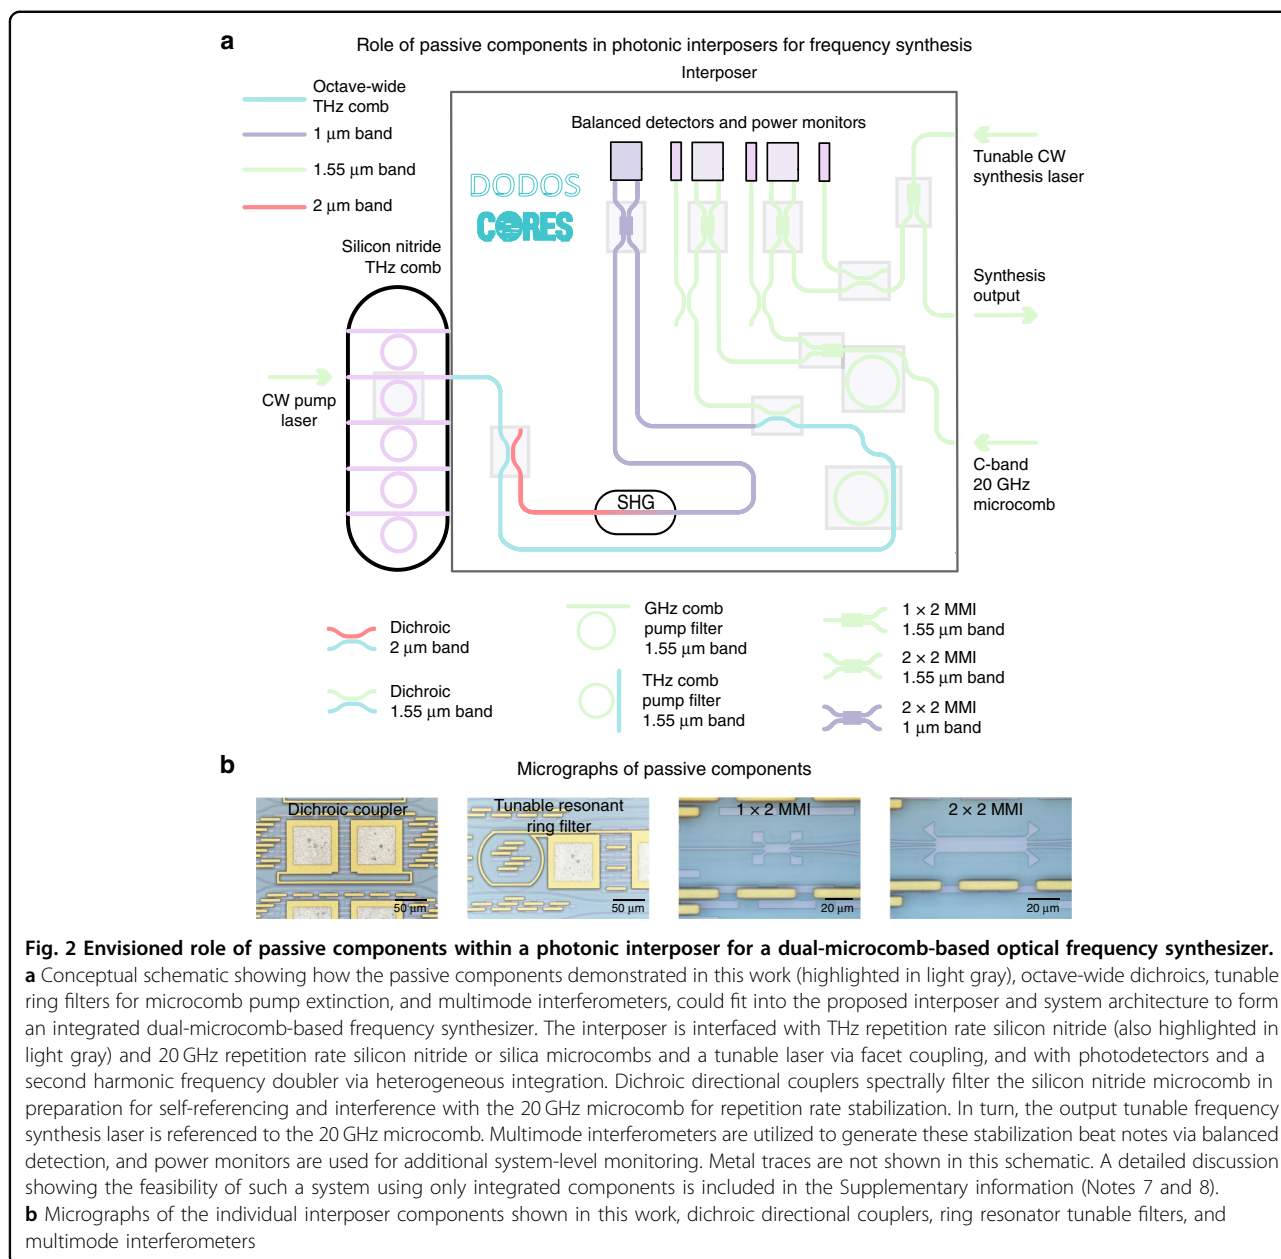 a
Role of passive components in photonic interposers for frequency synthesis
Interposer
Octave-wide
THz comb
1 μm band
1.55 μm band
2 μm band
Balanced detectors and power monitors
DODOS
CORES
Tunable CW
synthesis laser
Silicon nitride
THz comb
Synthesis
output
CW pump
laser
C-band
20 GHz
microcomb
SHG
Dichroic
2 μm band
Dichroic
1.55 μm band
GHz comb
pump filter
1.55 μm band
THz comb
pump filter
1.55 μm band
1 × 2 MMI
1.55 μm band
2 × 2 MMI
1.55 μm band
2 × 2 MMI
1 μm band
b
Micrographs of passive components
Dichroic coupler
50 μm
Tunable resonant
ring filter
50 μm
1 × 2 MMI
20 μm
2 × 2 MMI
20 μm
Fig. 2 Envisioned role of passive components within a photonic interposer for a dual-microcomb-based optical frequency synthesizer.
a Conceptual schematic showing how the passive components demonstrated in this work (highlighted in light gray), octave-wide dichroics, tunable
ring filters for microcomb pump extinction, and multimode interferometers, could fit into the proposed interposer and system architecture to form
an integrated dual-microcomb-based frequency synthesizer. The interposer is interfaced with THz repetition rate silicon nitride (also highlighted in
light gray) and 20 GHz repetition rate silicon nitride or silica microcombs and a tunable laser via facet coupling, and with photodetectors and a
second harmonic frequency doubler via heterogeneous integration. Dichroic directional couplers spectrally filter the silicon nitride microcomb in
preparation for self-referencing and interference with the 20 GHz microcomb for repetition rate stabilization. In turn, the output tunable frequency
synthesis laser is referenced to the 20 GHz microcomb. Multimode interferometers are utilized to generate these stabilization beat notes via balanced
detection, and power monitors are used for additional system-level monitoring. Metal traces are not shown in this schematic. A detailed discussion
showing the feasibility of such a system using only integrated components is included in the Supplementary information (Notes 7 and 8).
b Micrographs of the individual interposer components shown in this work, dichroic directional couplers, ring resonator tunable filters, and
multimode interferometers